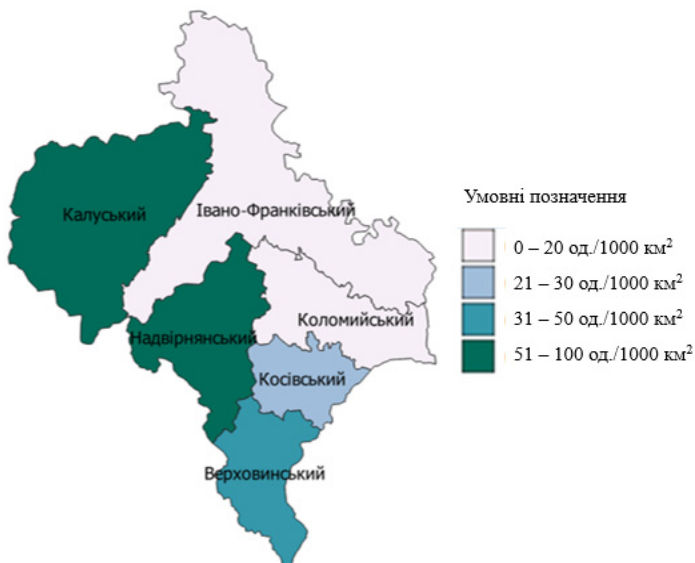 Умовні позначення
Івано-Франківський
Калуський
0 – 20 од./1000 км²
21 – 30 од./1000 км²
Коломийський
31 – 50 од./1000 км²
Надвірнянський
51 – 100 од./1000 км²
Косівський
Верховинський